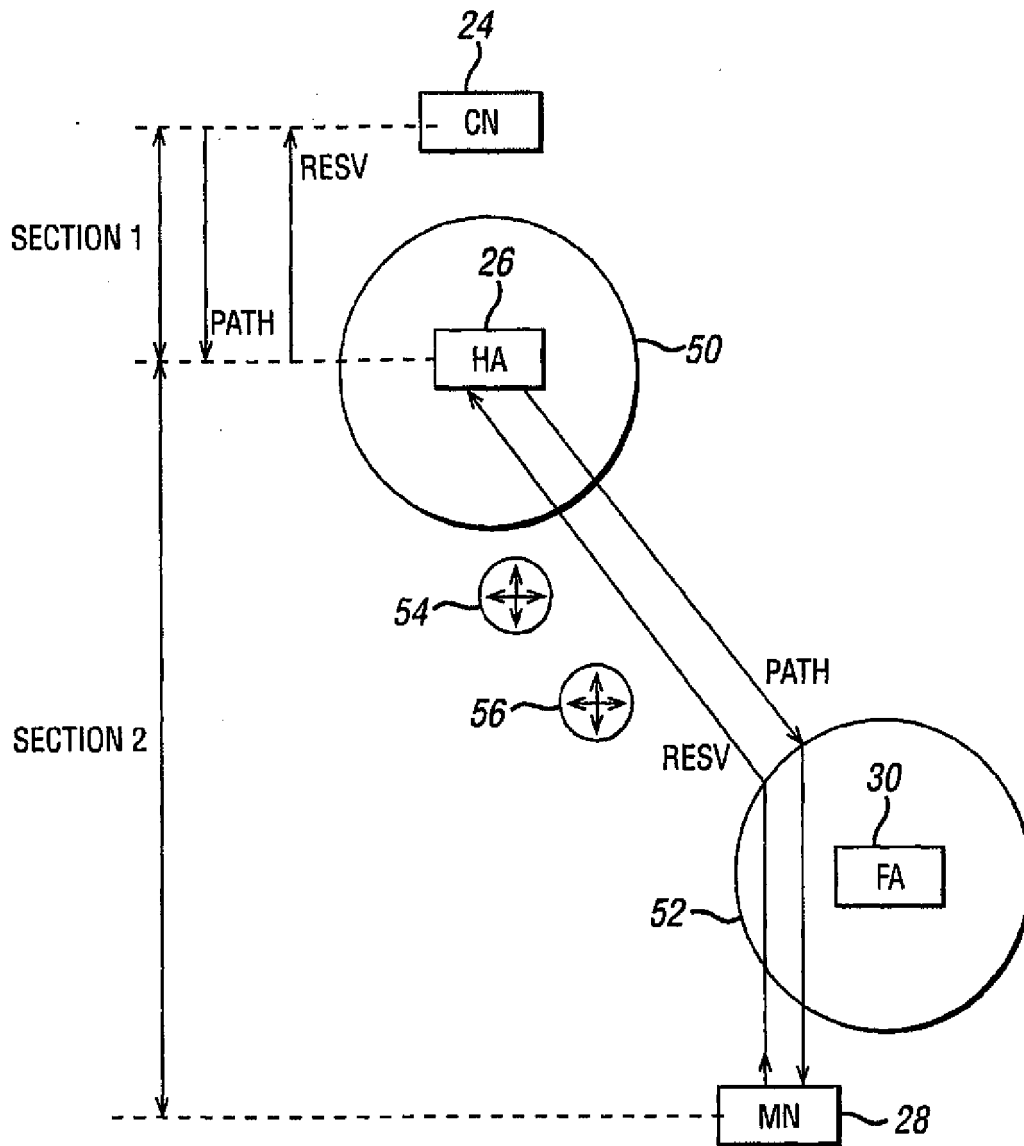 24
CN
RESV
SECTION 1
26
PATH
HA
50
54
PATH
56
SECTION 2
RESV
30
FA
52
MN
28